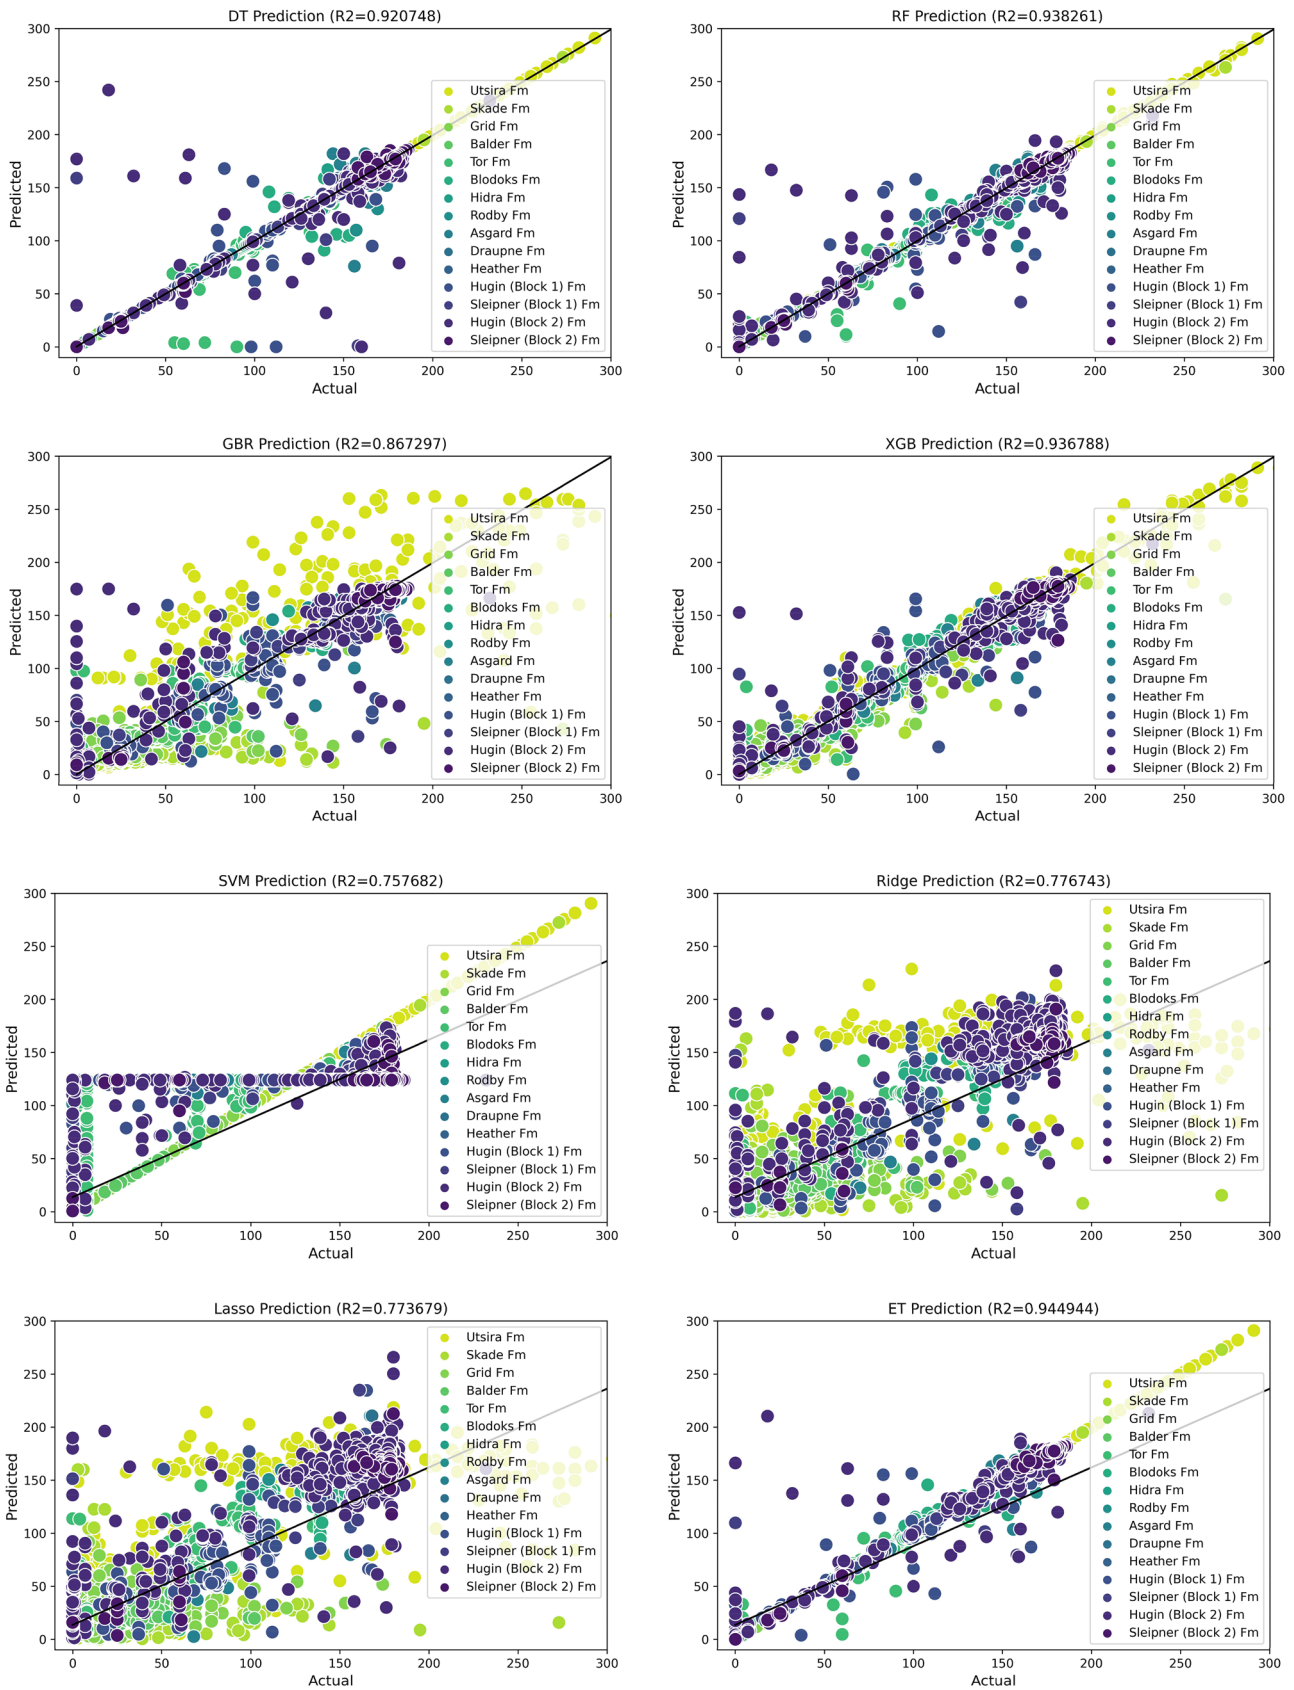 DT Prediction (R2=0.920748)
300
250
200
150
100
50
0
Predicted
Utsira Fm
Skade Fm
Grid Fm
Balder Fm
Tor Fm
Blodoks Fm
Hidra Fm
Rodby Fm
Asgard Fm
Draupne Fm
Heather Fm
Hugin (Block 1) Fm
Sleipner (Block 1) Fm
Hugin (Block 2) Fm
Sleipner (Block 2) Fm
0 50 100 150 200 250 300
Actual
RF Prediction (R2=0.938261)
300
250
200
150
100
50
0
Predicted
Utsira Fm
Skade Fm
Grid Fm
Balder Fm
Tor Fm
Blodoks Fm
Hidra Fm
Rodby Fm
Asgard Fm
Draupne Fm
Heather Fm
Hugin (Block 1) Fm
Sleipner (Block 1) Fm
Hugin (Block 2) Fm
Sleipner (Block 2) Fm
0 50 100 150 200 250 300
Actual
GBR Prediction (R2=0.867297)
300
250
200
150
100
50
0
Predicted
Utsira Fm
Skade Fm
Grid Fm
Balder Fm
Tor Fm
Blodoks Fm
Hidra Fm
Rodby Fm
Asgard Fm
Draupne Fm
Heather Fm
Hugin (Block 1) Fm
Sleipner (Block 1) Fm
Hugin (Block 2) Fm
Sleipner (Block 2) Fm
0 50 100 150 200 250 300
Actual
XGB Prediction (R2=0.936788)
300
250
200
150
100
50
0
Predicted
Utsira Fm
Skade Fm
Grid Fm
Balder Fm
Tor Fm
Blodoks Fm
Hidra Fm
Rodby Fm
Asgard Fm
Draupne Fm
Heather Fm
Hugin (Block 1) Fm
Sleipner (Block 1) Fm
Hugin (Block 2) Fm
Sleipner (Block 2) Fm
0 50 100 150 200 250 300
Actual
SVM Prediction (R2=0.757682)
300
250
200
150
100
50
0
Predicted
Utsira Fm
Skade Fm
Grid Fm
Balder Fm
Tor Fm
Blodoks Fm
Hidra Fm
Rodby Fm
Asgard Fm
Draupne Fm
Heather Fm
Hugin (Block 1) Fm
Sleipner (Block 1) Fm
Hugin (Block 2) Fm
Sleipner (Block 2) Fm
0 50 100 150 200 250 300
Actual
Ridge Prediction (R2=0.776743)
300
250
200
150
100
50
0
Predicted
Utsira Fm
Skade Fm
Grid Fm
Balder Fm
Tor Fm
Blodoks Fm
Hidra Fm
Rodby Fm
Asgard Fm
Draupne Fm
Heather Fm
Hugin (Block 1) Fm
Sleipner (Block 1) Fm
Hugin (Block 2) Fm
Sleipner (Block 2) Fm
0 50 100 150 200 250 300
Actual
Lasso Prediction (R2=0.773679)
300
250
200
150
100
50
0
Predicted
Utsira Fm
Skade Fm
Grid Fm
Balder Fm
Tor Fm
Blodoks Fm
Hidra Fm
Rodby Fm
Asgard Fm
Draupne Fm
Heather Fm
Hugin (Block 1) Fm
Sleipner (Block 1) Fm
Hugin (Block 2) Fm
Sleipner (Block 2) Fm
0 50 100 150 200 250 300
Actual
ET Prediction (R2=0.944944)
300
250
200
150
100
50
0
Predicted
Utsira Fm
Skade Fm
Grid Fm
Balder Fm
Tor Fm
Blodoks Fm
Hidra Fm
Rodby Fm
Asgard Fm
Draupne Fm
Heather Fm
Hugin (Block 1) Fm
Sleipner (Block 1) Fm
Hugin (Block 2) Fm
Sleipner (Block 2) Fm
0 50 100 150 200 250 300
Actual